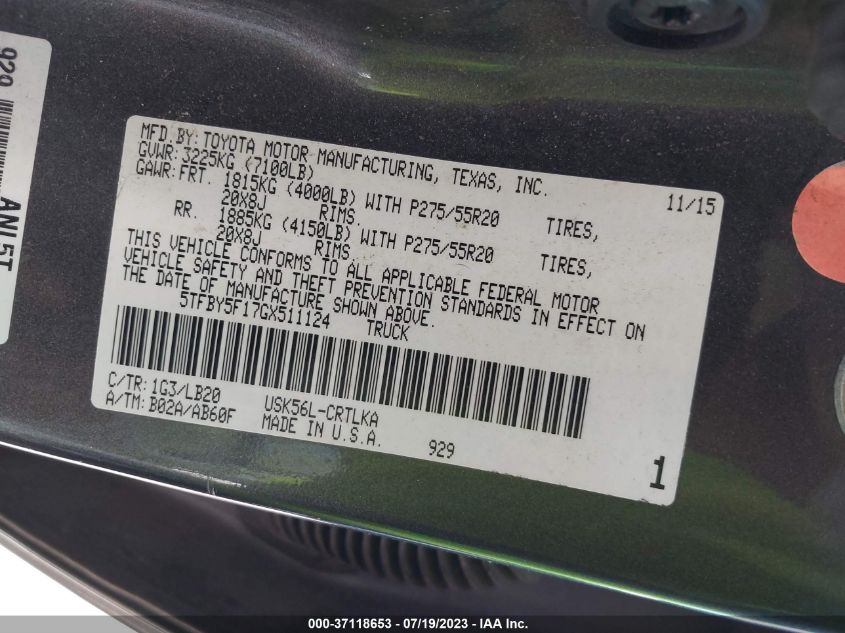 MFD BY: TOYOTA MOTOR MANUFACTURING, TEXAS, INC. 11/15
GVWR: 3225KG (7100LB)
GAWR: FRT. 1815KG (4000LB) WITH P275/55R20 TIRES,
20X8J RIMS.
RR. 1885KG (4150LB) WITH P275/55R20 TIRES,
20X8J RIMS.
THIS VEHICLE CONFORMS TO ALL APPLICABLE FEDERAL MOTOR
VEHICLE SAFETY AND THEFT PREVENTION STANDARDS IN EFFECT ON
THE DATE OF MANUFACTURE SHOWN ABOVE.
5TFBY5F17GX511124 TRUCK
C/TR: 1G3/LB20 USK56L-CRTLKA
A/TM: B02A/AB60F MADE IN U.S.A. 929
1
929
000-37118653 - 07/19/2023 - IAA Inc.